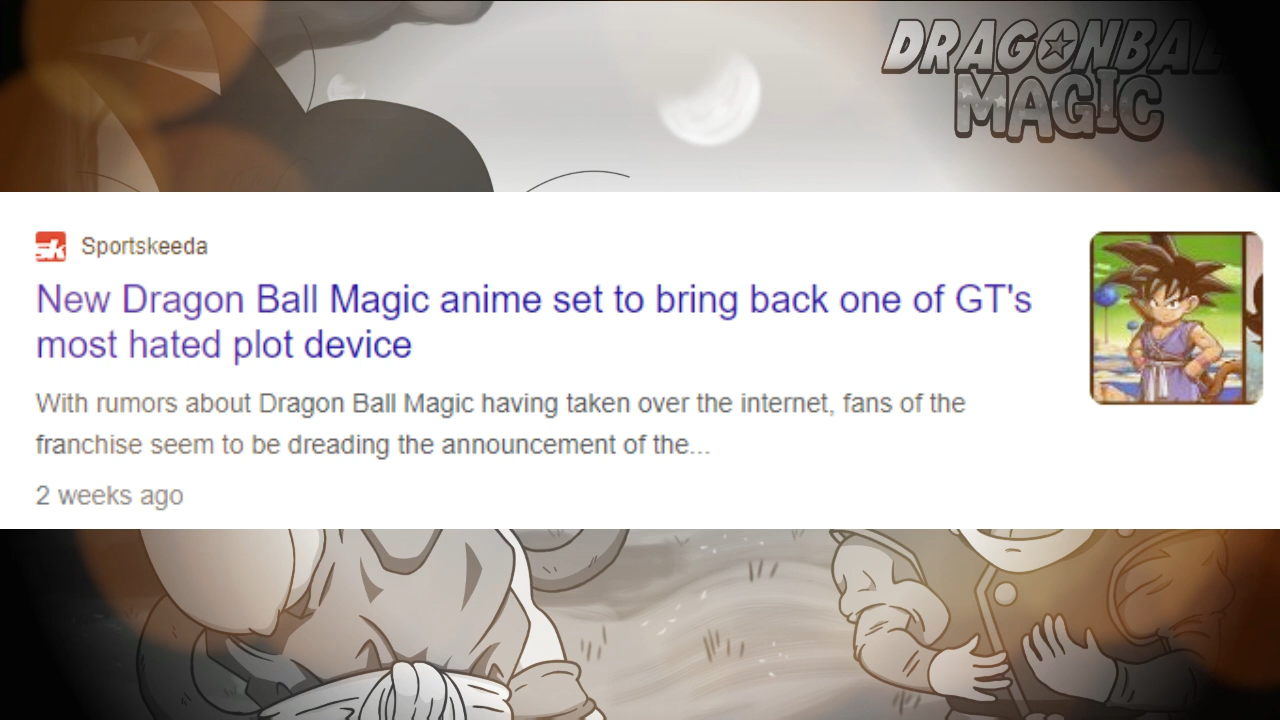 DRAGONBAL
MAGIC
sk
Sportskeeda
New Dragon Ball Magic anime set to bring back one of GT's
most hated plot device
With rumors about Dragon Ball Magic having taken over the internet, fans of the
franchise seem to be dreading the announcement of the...
2 weeks ago